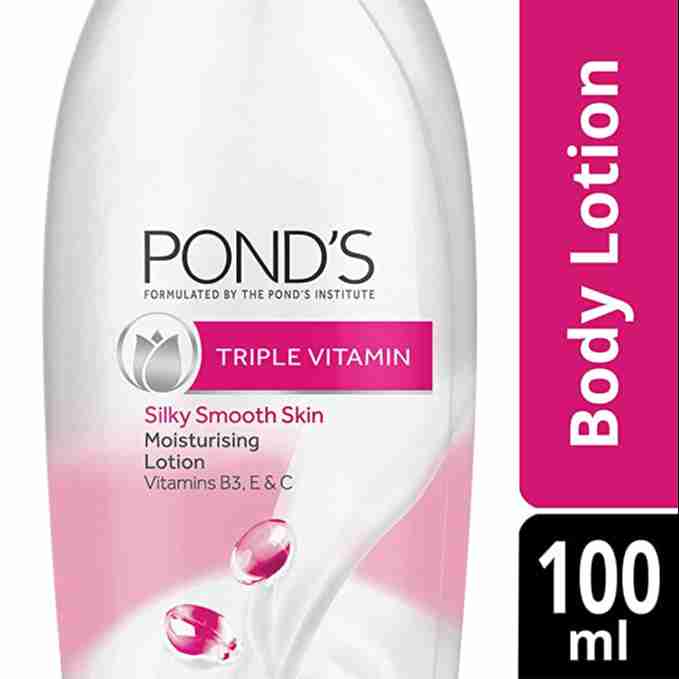 POND'S
FORMULATED BY THE POND'S INSTITUTE
TRIPLE VITAMIN
Silky Smooth Skin
Moisturising
Lotion
Vitamins B3, E & C
Body Lotion
100
ml